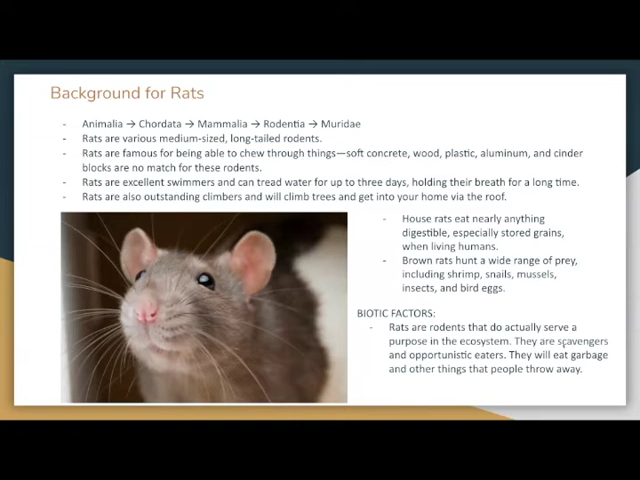 Background for Rats
- Animalia → Chordata → Mammalia → Rodentia → Muridae
- Rats are various medium-sized, long-tailed rodents.
- Rats are famous for being able to chew through things—soft concrete, wood, plastic, aluminum, and cinder
blocks are no match for these rodents.
- Rats are excellent swimmers and can tread water for up to three days, holding their breath for a long time.
- Rats are also outstanding climbers and will climb trees and get into your home via the roof.
- House rats eat nearly anything
digestible, especially stored grains,
when living humans.
- Brown rats hunt a wide range of prey,
including shrimp, snails, mussels,
insects, and bird eggs.
BIOTIC FACTORS:
- Rats are rodents that do actually serve a
purpose in the ecosystem. They are scavengers
and opportunistic eaters. They will eat garbage
and other things that people throw away.